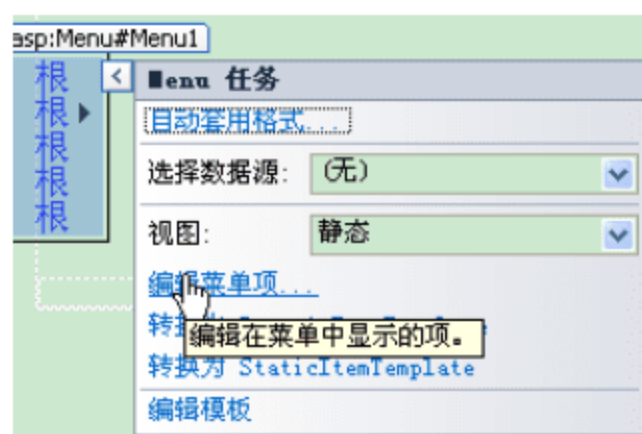 asp:Menu#Menu1
根
根
根
根
根
Menu 任务
自动套用格式...
选择数据源: (无)
视图: 静态
编辑菜单项...
编辑在菜单中显示的项。
转换为 StaticItemTemplate
编辑模板